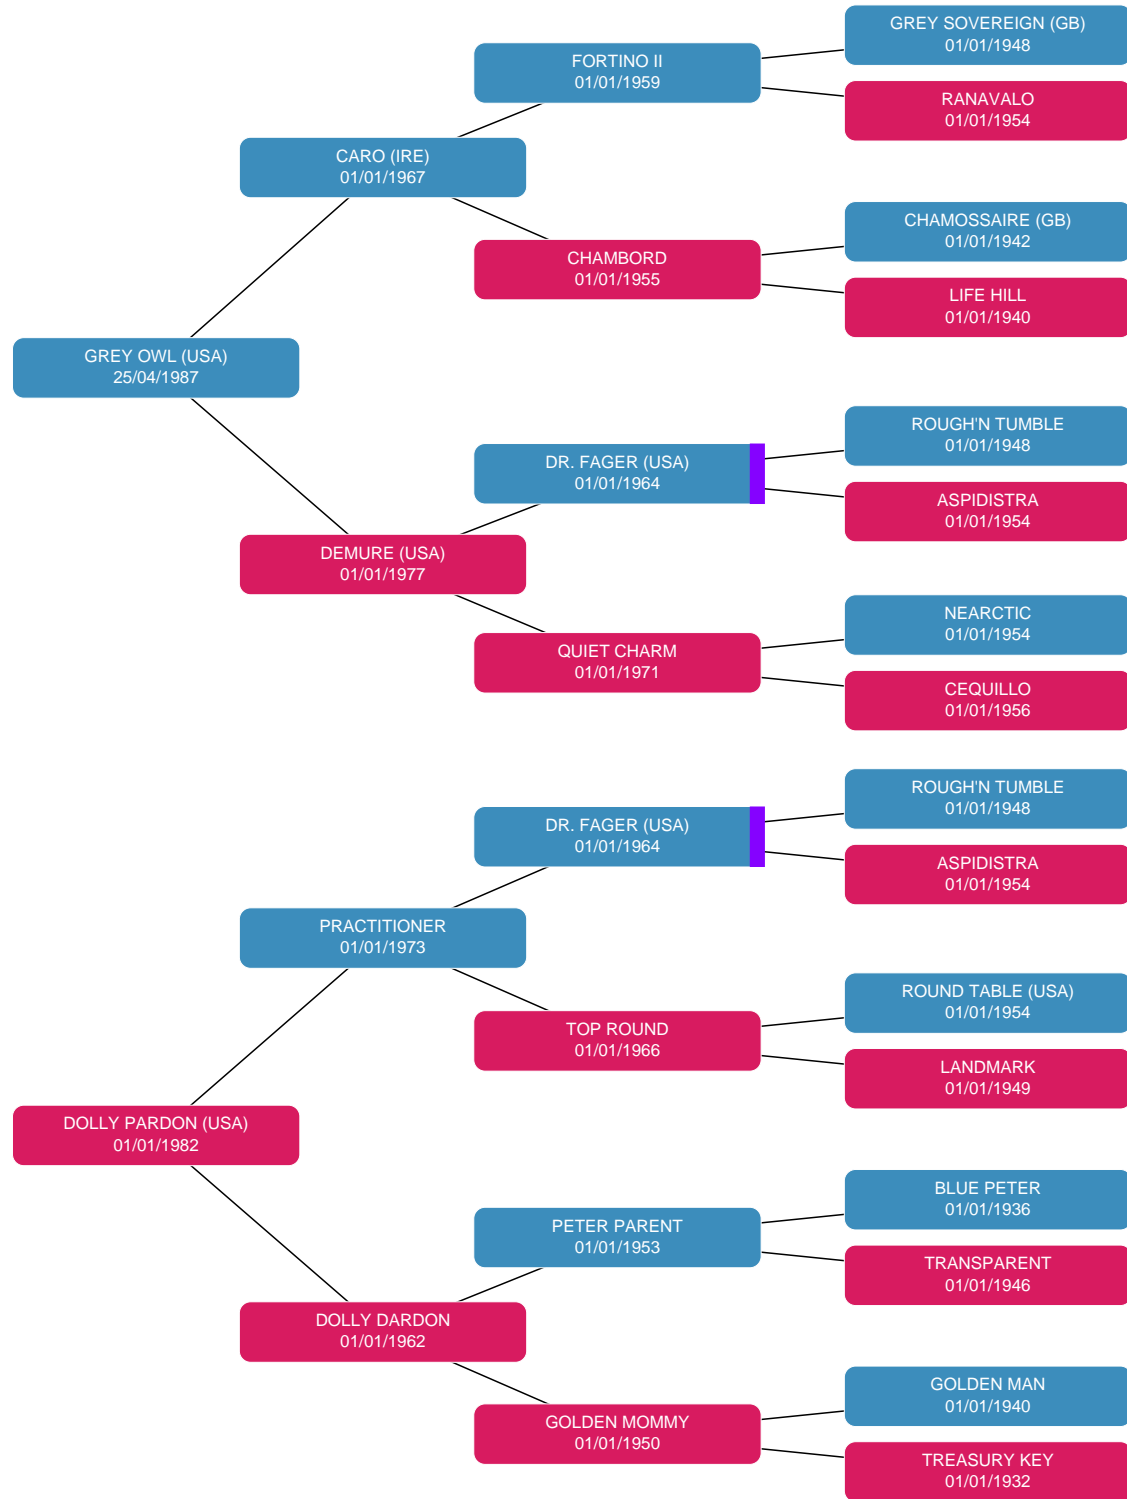 GREY SOVEREIGN (GB)
01/01/1948
FORTINO II
01/01/1959
RANAVALO
01/01/1954
CARO (IRE)
01/01/1967
CHAMOSSAIRE (GB)
01/01/1942
CHAMBORD
01/01/1955
LIFE HILL
01/01/1940
GREY OWL (USA)
25/04/1987
ROUGH'N TUMBLE
01/01/1948
DR. FAGER (USA)
01/01/1964
ASPIDISTRA
01/01/1954
DEMURE (USA)
01/01/1977
NEARCTIC
01/01/1954
QUIET CHARM
01/01/1971
CEQUILLO
01/01/1956
ROUGH'N TUMBLE
01/01/1948
DR. FAGER (USA)
01/01/1964
ASPIDISTRA
01/01/1954
PRACTITIONER
01/01/1973
ROUND TABLE (USA)
01/01/1954
TOP ROUND
01/01/1966
LANDMARK
01/01/1949
DOLLY PARDON (USA)
01/01/1982
BLUE PETER
01/01/1936
PETER PARENT
01/01/1953
TRANSPARENT
01/01/1946
DOLLY DARDON
01/01/1962
GOLDEN MAN
01/01/1940
GOLDEN MOMMY
01/01/1950
TREASURY KEY
01/01/1932